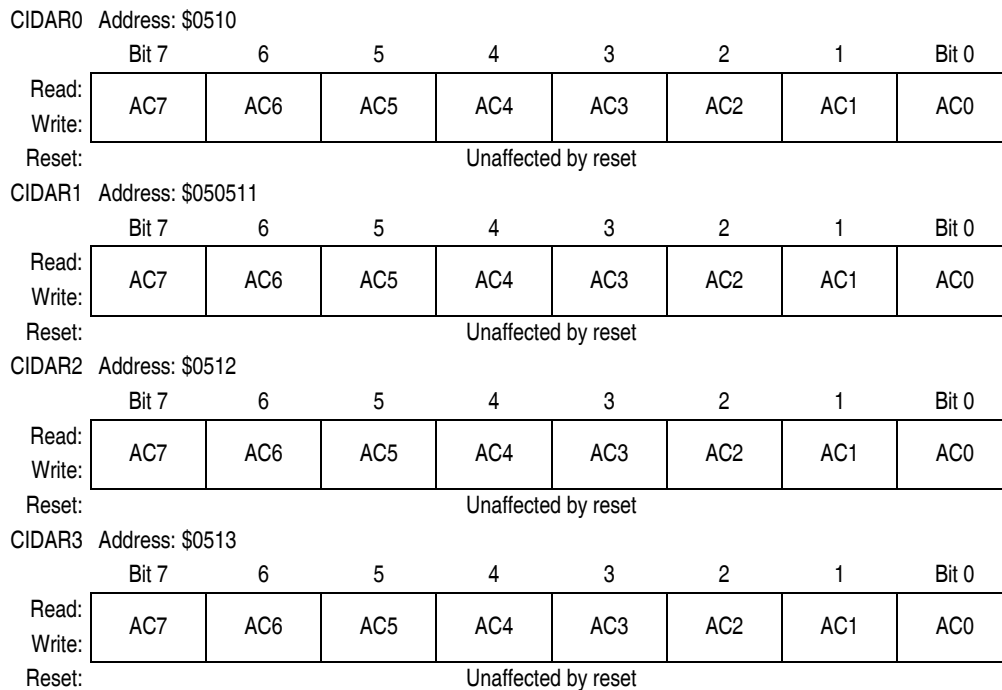 CIDAR0 Address: $0510
Bit 7 6 5 4 3 2 1 Bit 0
Read:
Write:
AC7 AC6 AC5 AC4 AC3 AC2 AC1 AC0
Reset: Unaffected by reset
CIDAR1 Address: $050511
Bit 7 6 5 4 3 2 1 Bit 0
Read:
Write:
AC7 AC6 AC5 AC4 AC3 AC2 AC1 AC0
Reset: Unaffected by reset
CIDAR2 Address: $0512
Bit 7 6 5 4 3 2 1 Bit 0
Read:
Write:
AC7 AC6 AC5 AC4 AC3 AC2 AC1 AC0
Reset: Unaffected by reset
CIDAR3 Address: $0513
Bit 7 6 5 4 3 2 1 Bit 0
Read:
Write:
AC7 AC6 AC5 AC4 AC3 AC2 AC1 AC0
Reset: Unaffected by reset